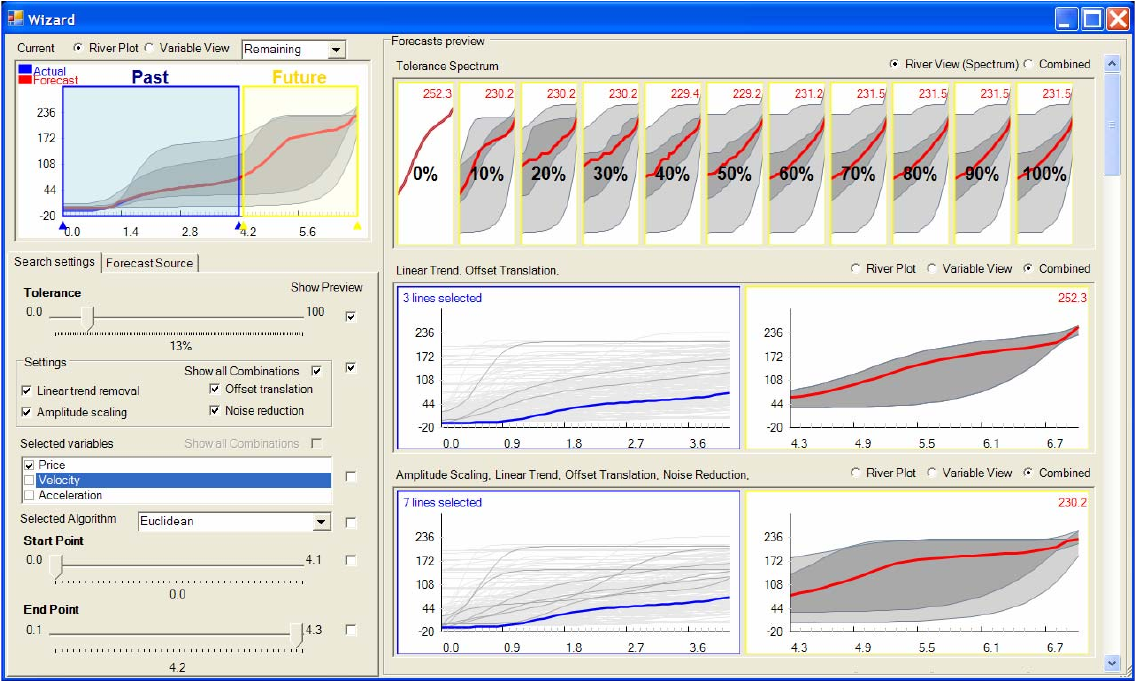 Wizard
Current River Plot Variable View Remaining
Actual
Forecast
Past Future
236
172
108
44
-20
0.0 1.4 2.8 4.2 5.6
Search settings Forecast Source
Tolerance Show Preview
0.0 100
13%
Settings
Show all Combinations
Linear trend removal Offset translation
Amplitude scaling Noise reduction
Selected variables Show all Combinations
Price
Velocity
Acceleration
Selected Algorithm Euclidean
Start Point
0.0 4.1
0.0
End Point
0.1 4.3
4.2
Forecasts preview
Tolerance Spectrum River View (Spectrum) Combined
252.3 230.2 230.2 230.2 229.4 229.2 231.2 231.5 231.5 231.5 231.5
0% 10% 20% 30% 40% 50% 60% 70% 80% 90% 100%
Linear Trend. Offset Translation. River Plot Variable View Combined
3 lines selected 252.3
236 236
172 172
108 108
44 44
-20 -20
0.0 0.9 1.8 2.7 3.6 4.3 4.9 5.5 6.1 6.7
Amplitude Scaling, Linear Trend, Offset Translation, Noise Reduction, River Plot Variable View Combined
7 lines selected 230.2
236 236
172 172
108 108
44 44
-20 -20
0.0 0.9 1.8 2.7 3.6 4.3 4.9 5.5 6.1 6.7